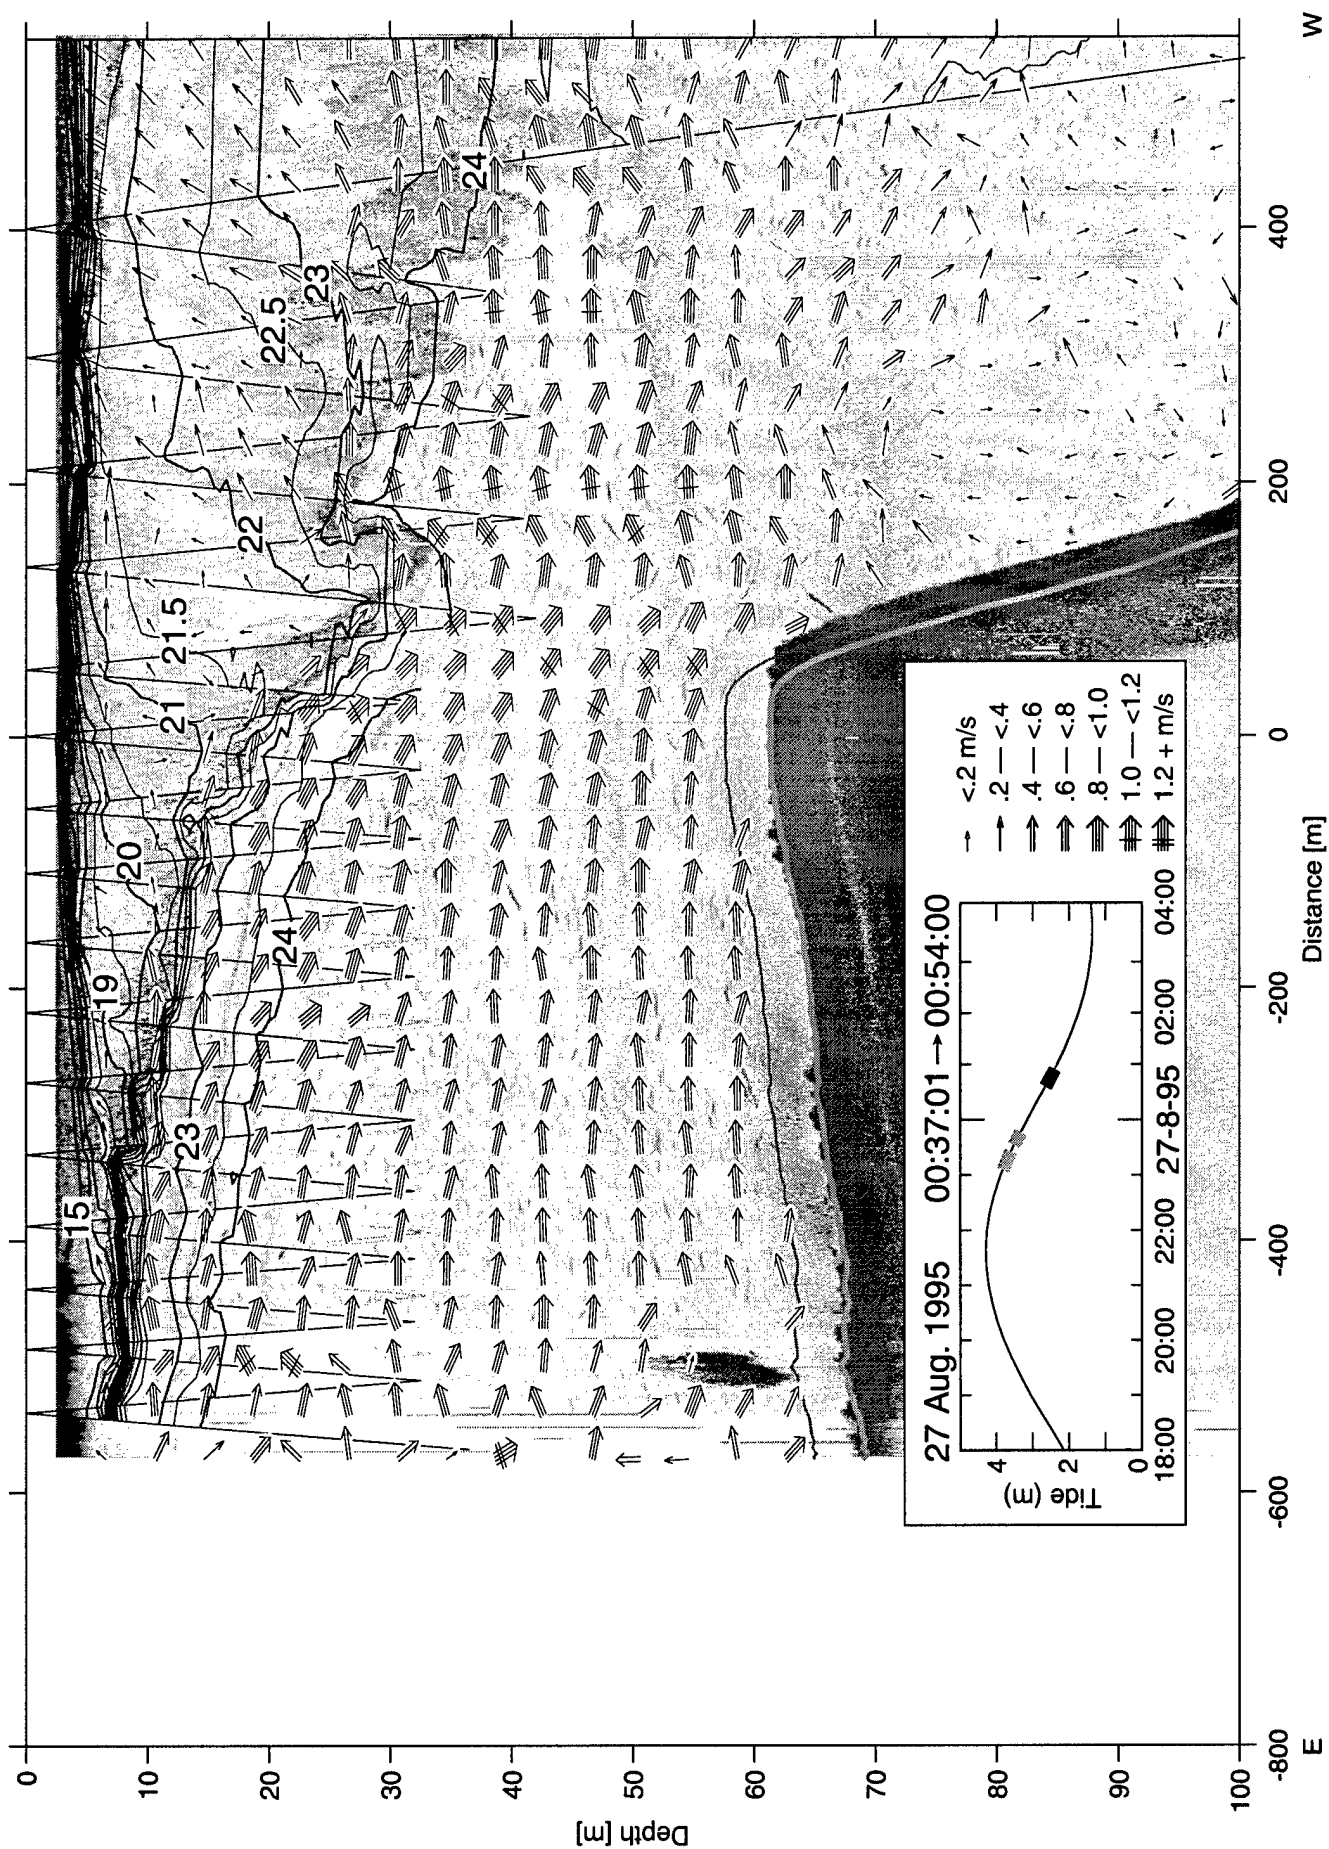 0
10
20
30
40
50
60
70
80
90
100
Depth [m]
15
19
20
21
21.5
22
22.5
23
24
23
24
27 Aug. 1995 00:37:01 → 00:54:00
4
2
0
Tide (m)
18:00 20:00 22:00 27-8-95 02:00 04:00
<.2 m/s
.2 — <.4
.4 — <.6
.6 — <.8
.8 — <1.0
1.0 — <1.2
1.2 + m/s
-800 -600 -400 -200 0 200 400
E Distance [m] W